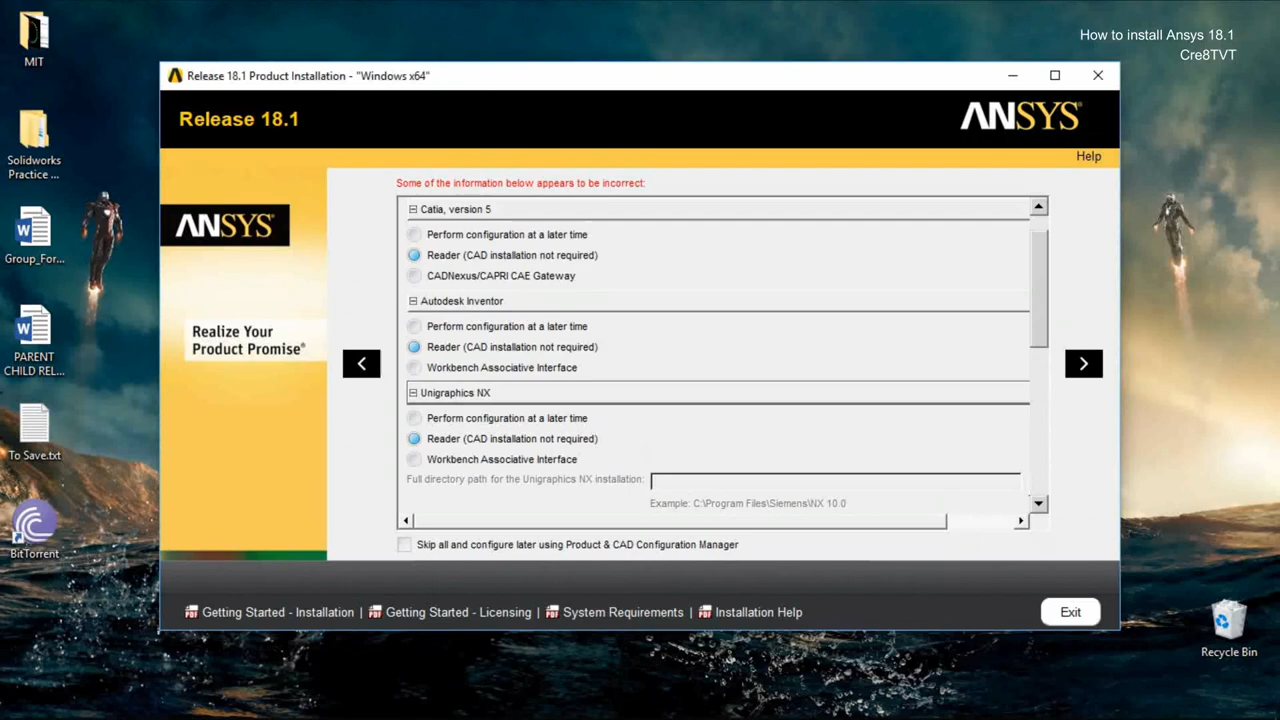 How to install Ansys 18.1
Cre8TVT
MIT
Solidworks
Practice ...
Group_For...
PARENT
CHILD REL...
To Save.txt
BitTorrent
Release 18.1 Product Installation - "Windows x64"
Release 18.1
ANSYS
Help
ANSYS
Realize Your
Product Promise®
Some of the information below appears to be incorrect:
Catia, version 5
Perform configuration at a later time
Reader (CAD installation not required)
CADNexus/CAPRI CAE Gateway
Autodesk Inventor
Perform configuration at a later time
Reader (CAD installation not required)
Workbench Associative Interface
Unigraphics NX
Perform configuration at a later time
Reader (CAD installation not required)
Workbench Associative Interface
Full directory path for the Unigraphics NX installation:
Example: C:\Program Files\Siemens\NX 10.0
Skip all and configure later using Product & CAD Configuration Manager
Getting Started - Installation | Getting Started - Licensing | System Requirements | Installation Help
Exit
Recycle Bin